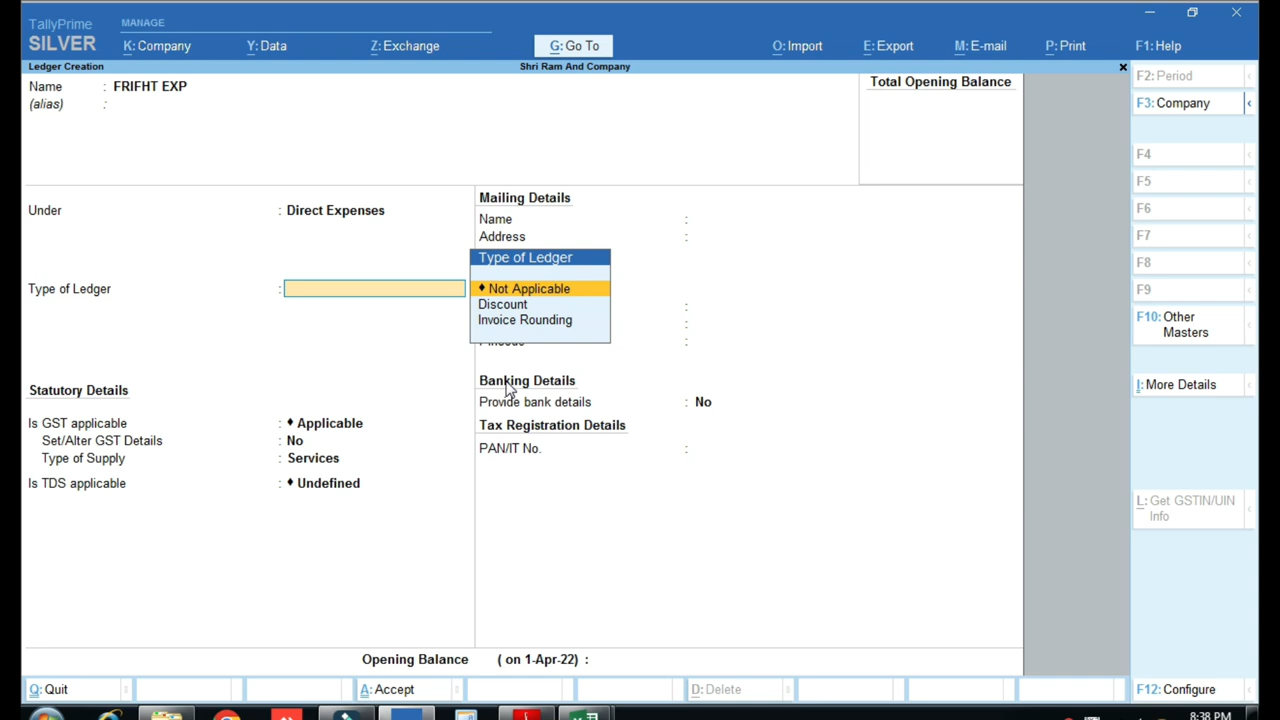 TallyPrime
MANAGE
SILVER
K: Company
Y: Data
Z: Exchange
G: Go To
O: Import
E: Export
M: E-mail
P: Print
F1: Help
Ledger Creation
Shri Ram And Company
x
Name : FRIFHT EXP
(alias) :
Total Opening Balance
F2: Period
F3: Company
F4
F5
F6
F7
F8
F9
F10: Other Masters
I: More Details
L: Get GSTIN/UIN Info
Under : Direct Expenses
Type of Ledger :
Mailing Details
Name :
Address :
Type of Ledger
♦ Not Applicable
Discount
Invoice Rounding
:
:
:
Statutory Details
Is GST applicable : ♦ Applicable
Set/Alter GST Details : No
Type of Supply : Services
Is TDS applicable : ♦ Undefined
Banking Details
Provide bank details : No
Tax Registration Details
PAN/IT No. :
Opening Balance ( on 1-Apr-22) :
Q: Quit
A: Accept
D: Delete
F12: Configure
8:38 PM